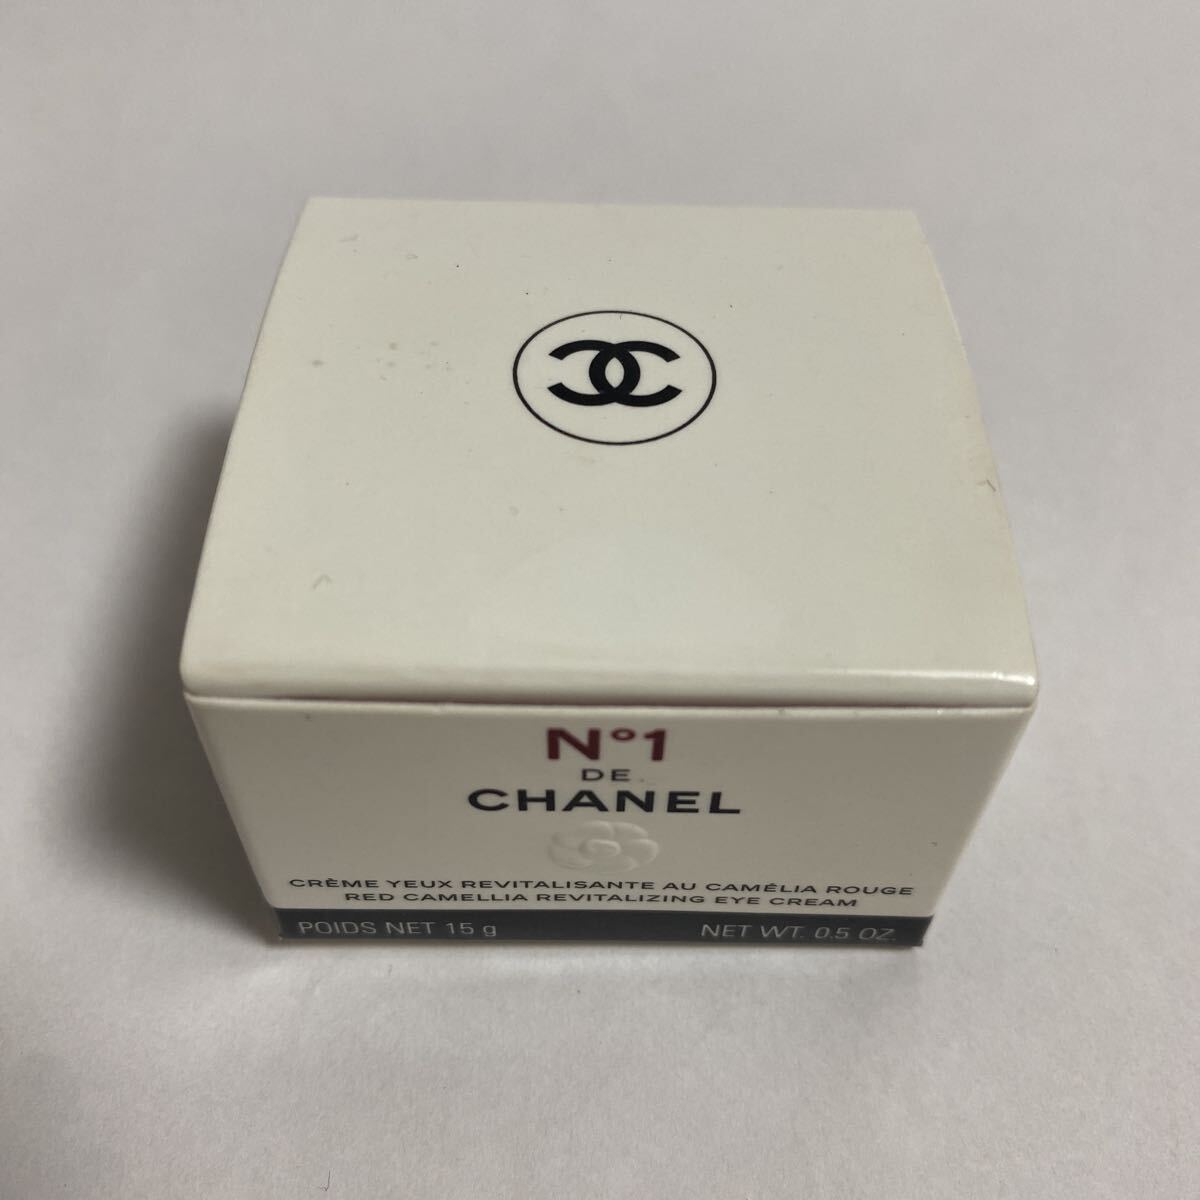 N°1
DE
CHANEL
CRÈME YEUX REVITALISANTE AU CAMÉLIA ROUGE
RED CAMELLIA REVITALIZING EYE CREAM
POIDS NET 15 g NET WT. 0.5 OZ.